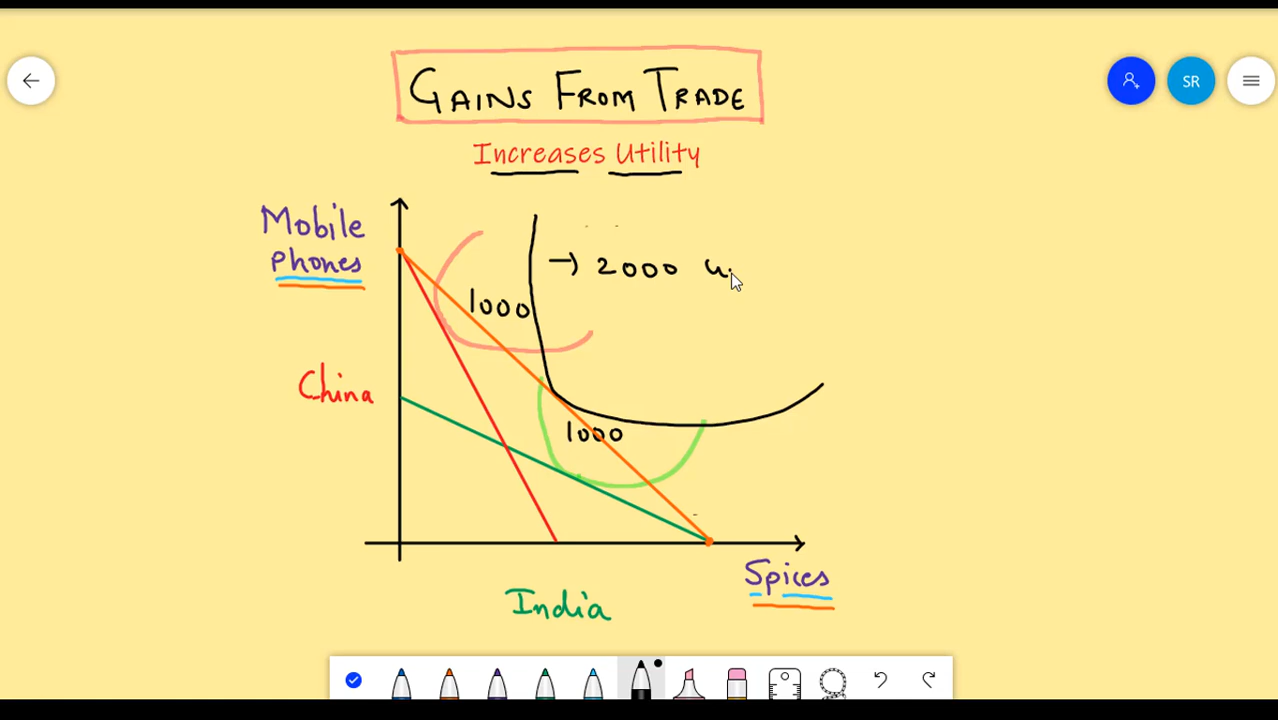 GAINS FROM TRADE
Increases Utility
SR
Mobile
phones
→ 2000 u
1000
China
1000
Spices
India